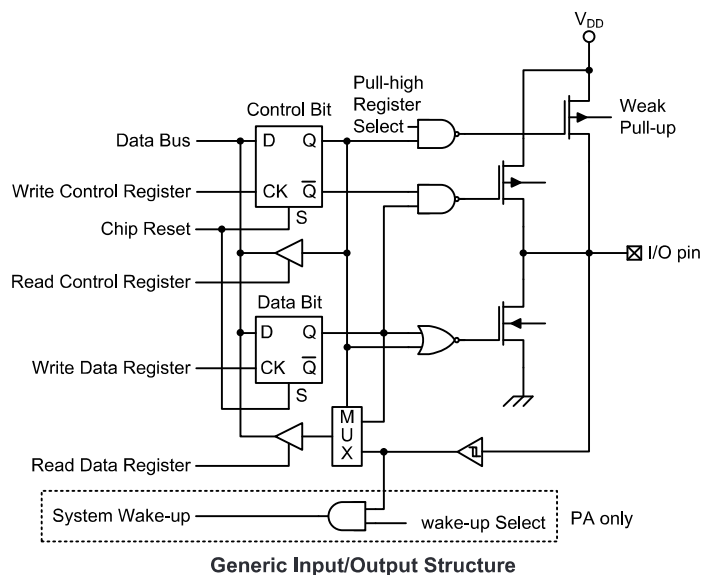 VDD
Pull-high
Register
Select
Weak
Pull-up
Control Bit
Data Bus
D Q
Write Control Register
CK Q
S
Chip Reset
I/O pin
Read Control Register
Data Bit
D Q
Write Data Register
CK Q
S
M
U
X
Read Data Register
System Wake-up
wake-up Select
PA only
Generic Input/Output Structure